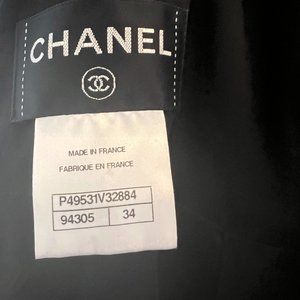 CHANEL
MADE IN FRANCE
FABRIQUE EN FRANCE
P49531V32884
94305 34